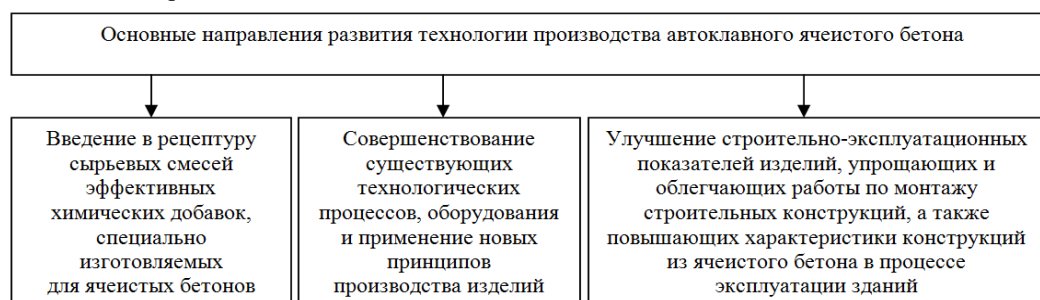 Основные направления развития технологии производства автоклавного ячеистого бетона
Введение в рецептуру
сырьевых смесей
эффективных
химических добавок,
специально
изготовляемых
для ячеистых бетонов
Совершенствование
существующих
технологических
процессов, оборудования
и применение новых
принципов
производства изделий
Улучшение строительно-эксплуатационных
показателей изделий, упрощающих и
облегчающих работы по монтажу
строительных конструкций, а также
повышающих характеристики конструкций
из ячеистого бетона в процессе
эксплуатации зданий